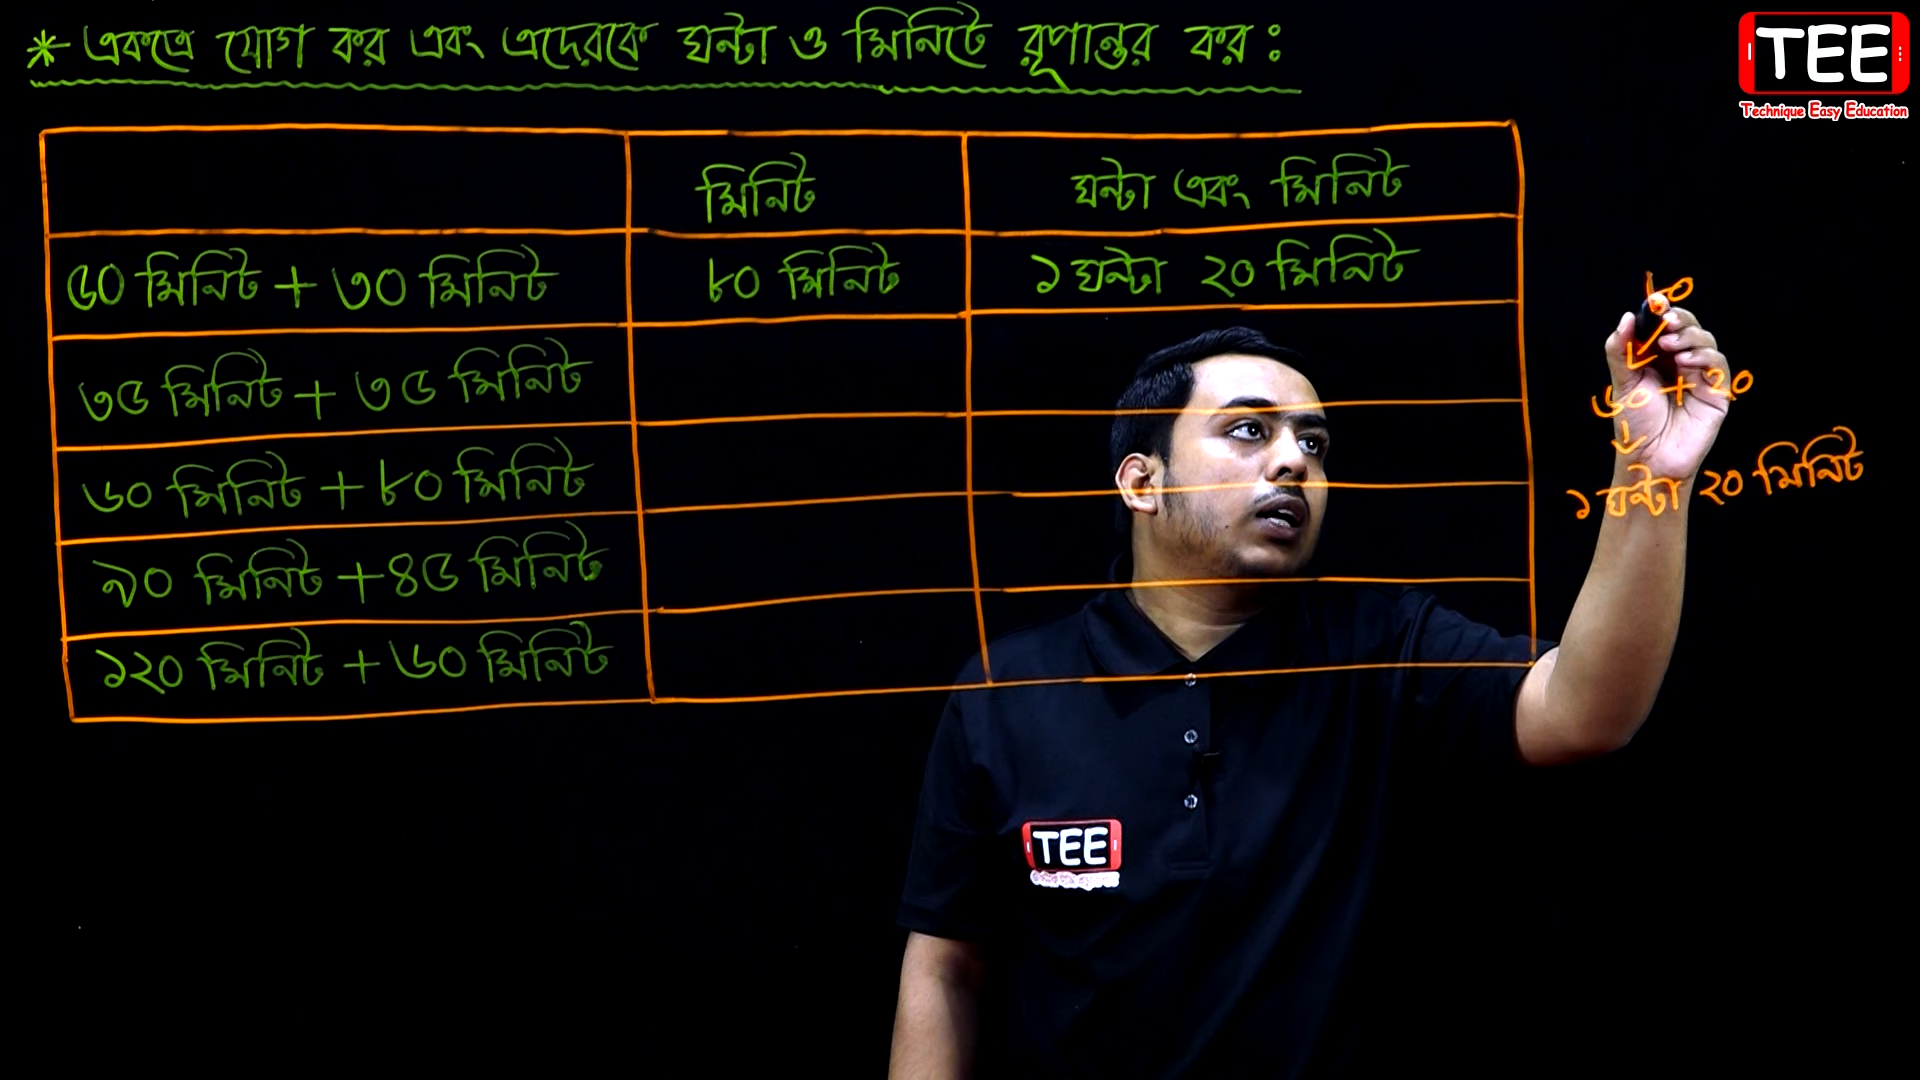 * একত্রে যোগ কর এবং এদেরকে ঘন্টা ও মিনিটে রূপান্তর কর :
মিনিট
ঘন্টা এবং মিনিট
৫০ মিনিট + ৩০ মিনিট
৮০ মিনিট
১ ঘন্টা ২০ মিনিট
৩৫ মিনিট + ৩৫ মিনিট
৬০ মিনিট + ৮০ মিনিট
৯০ মিনিট + ৪৫ মিনিট
১২০ মিনিট + ৬০ মিনিট
৮০
৬০ + ২০
১ ঘন্টা ২০ মিনিট
TEE
Technique Easy Education
TEE